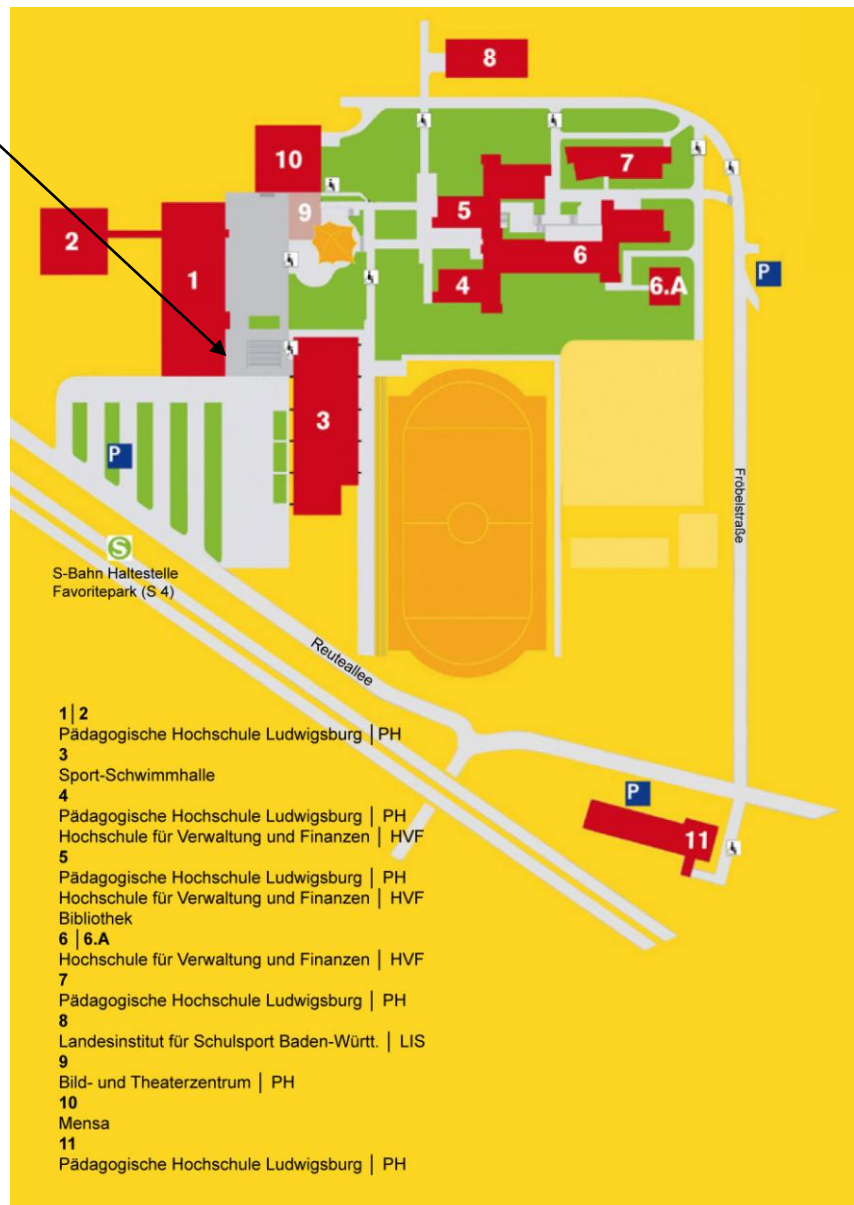 8
10
7
9
5
2
1
6
4
6.A
P
3
P
Fröbelstraße
S
S-Bahn Haltestelle
Favoritepark (S 4)
Reuteallee
P
11
1 | 2
Pädagogische Hochschule Ludwigsburg | PH
3
Sport-Schwimmhalle
4
Pädagogische Hochschule Ludwigsburg | PH
Hochschule für Verwaltung und Finanzen | HVF
5
Pädagogische Hochschule Ludwigsburg | PH
Hochschule für Verwaltung und Finanzen | HVF
Bibliothek
6 | 6.A
Hochschule für Verwaltung und Finanzen | HVF
7
Pädagogische Hochschule Ludwigsburg | PH
8
Landesinstitut für Schulsport Baden-Württ. | LIS
9
Bild- und Theaterzentrum | PH
10
Mensa
11
Pädagogische Hochschule Ludwigsburg | PH